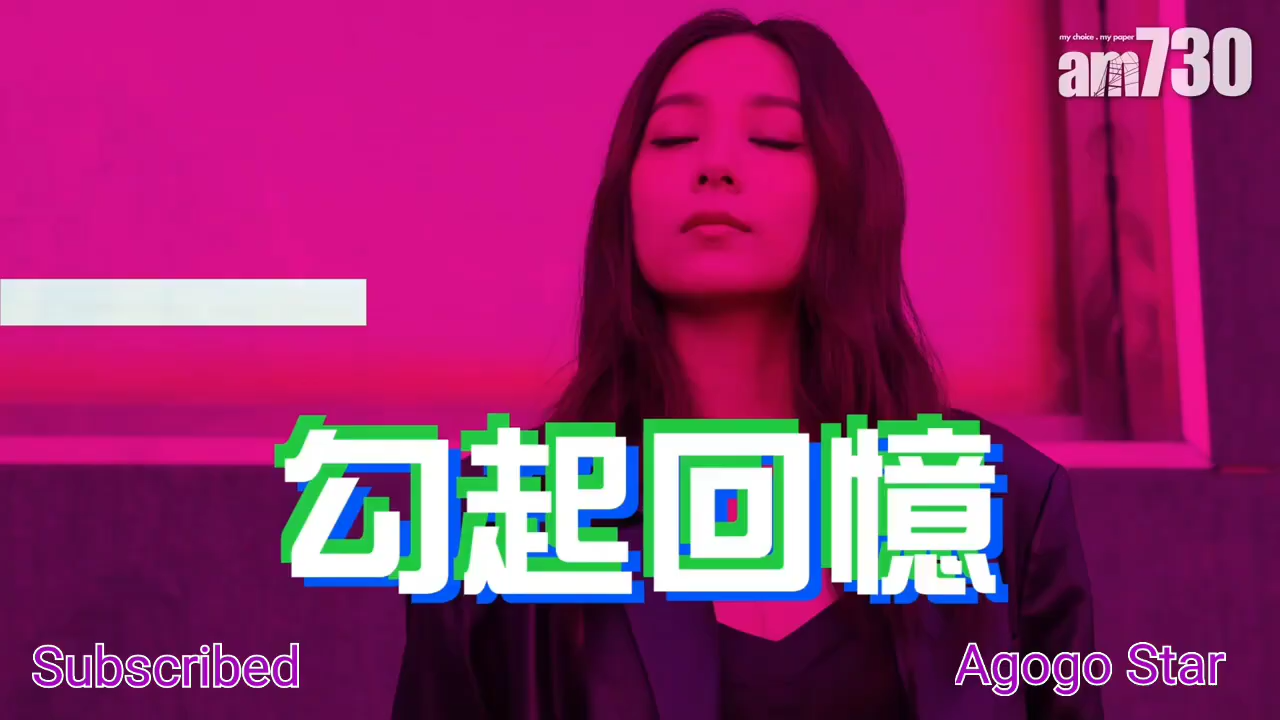 my choice . my paper
am730
勾起回憶
Subscribed
Agogo Star